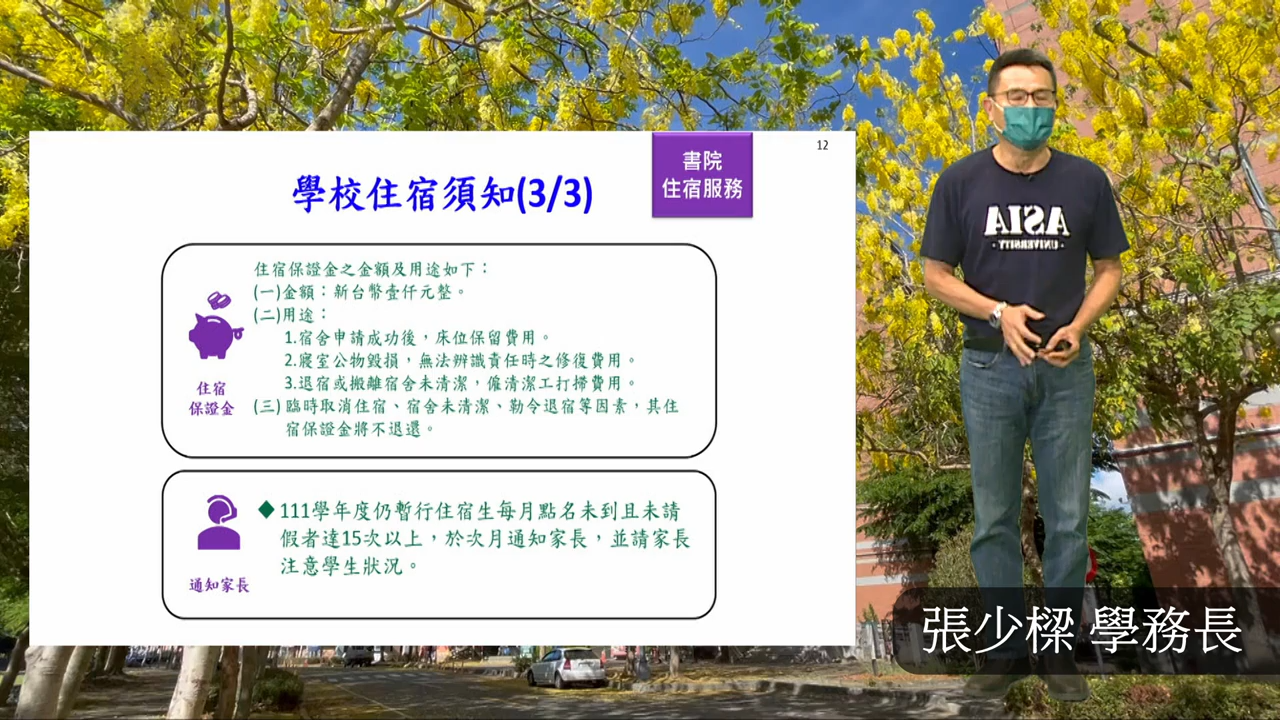 12
書院
住宿服務
學校住宿須知(3/3)
住宿保證金之金額及用途如下：
(一)金額：新台幣壹仟元整。
(二)用途：
1.宿舍申請成功後，床位保留費用。
2.寢室公物毀損，無法辨識責任時之修復費用。
3.退宿或搬離宿舍未清潔，僱清潔工打掃費用。
(三) 臨時取消住宿、宿舍未清潔、勒令退宿等因素，其住
宿保證金將不退還。
住宿
保證金
◆ 111學年度仍暫行住宿生每月點名未到且未請
假者達15次以上，於次月通知家長，並請家長
注意學生狀況。
通知家長
ASIA
·UNIVERSITY·
張少樑 學務長